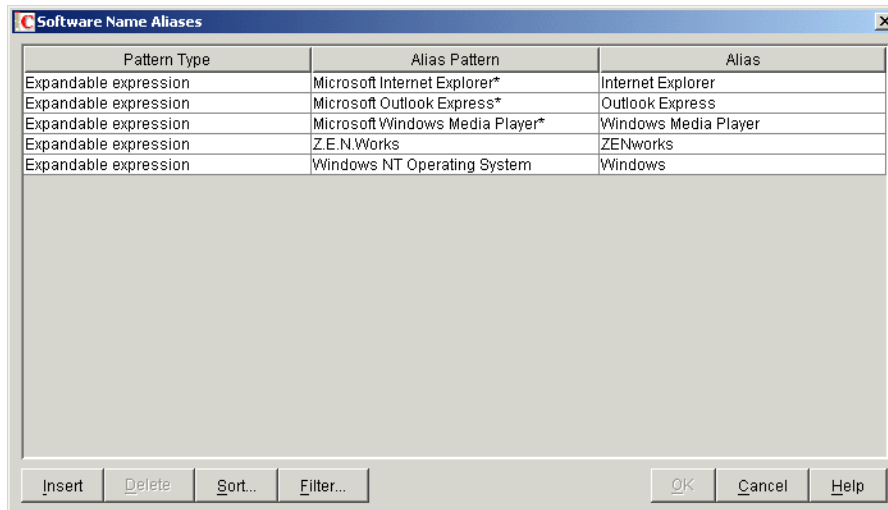 Software Name Aliases
Pattern Type Alias Pattern Alias
Expandable expression Microsoft Internet Explorer* Internet Explorer
Expandable expression Microsoft Outlook Express* Outlook Express
Expandable expression Microsoft Windows Media Player* Windows Media Player
Expandable expression Z.E.N.Works ZENworks
Expandable expression Windows NT Operating System Windows
Insert Delete Sort... Filter... OK Cancel Help